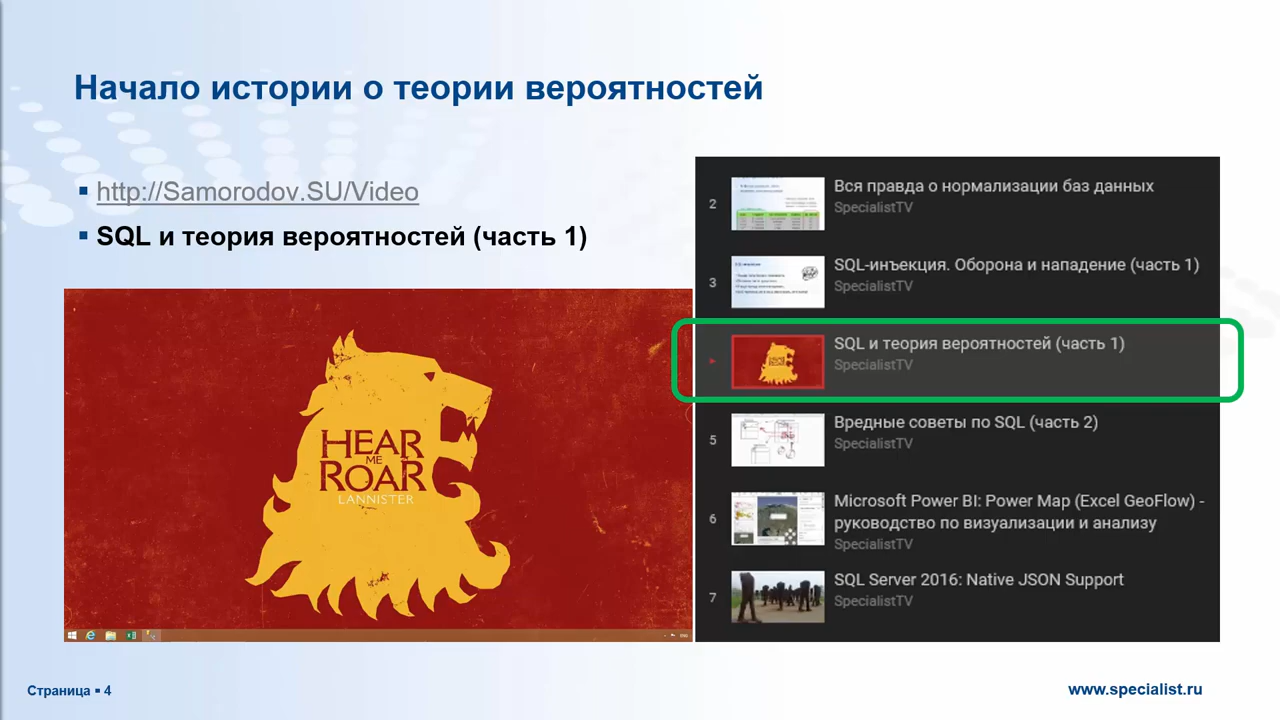 Начало истории о теории вероятностей
http://Samorodov.SU/Video
SQL и теория вероятностей (часть 1)
HEAR
ME
ROAR
LANNISTER
2
Вся правда о нормализации баз данных
SpecialistTV
3
SQL-инъекция. Оборона и нападение (часть 1)
SpecialistTV
SQL и теория вероятностей (часть 1)
SpecialistTV
5
Вредные советы по SQL (часть 2)
SpecialistTV
6
Microsoft Power BI: Power Map (Excel GeoFlow) -
руководство по визуализации и анализу
SpecialistTV
7
SQL Server 2016: Native JSON Support
SpecialistTV
Страница ▪ 4
www.specialist.ru